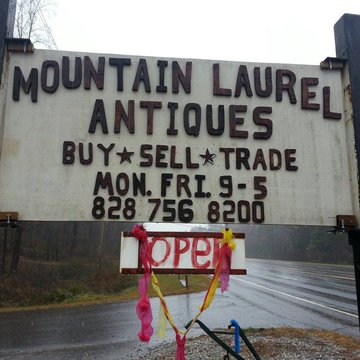 MOUNTAIN LAUREL
ANTIQUES
BUY★SELL★TRADE
MON. FRI. 9-5
828 756 8200
OPEN